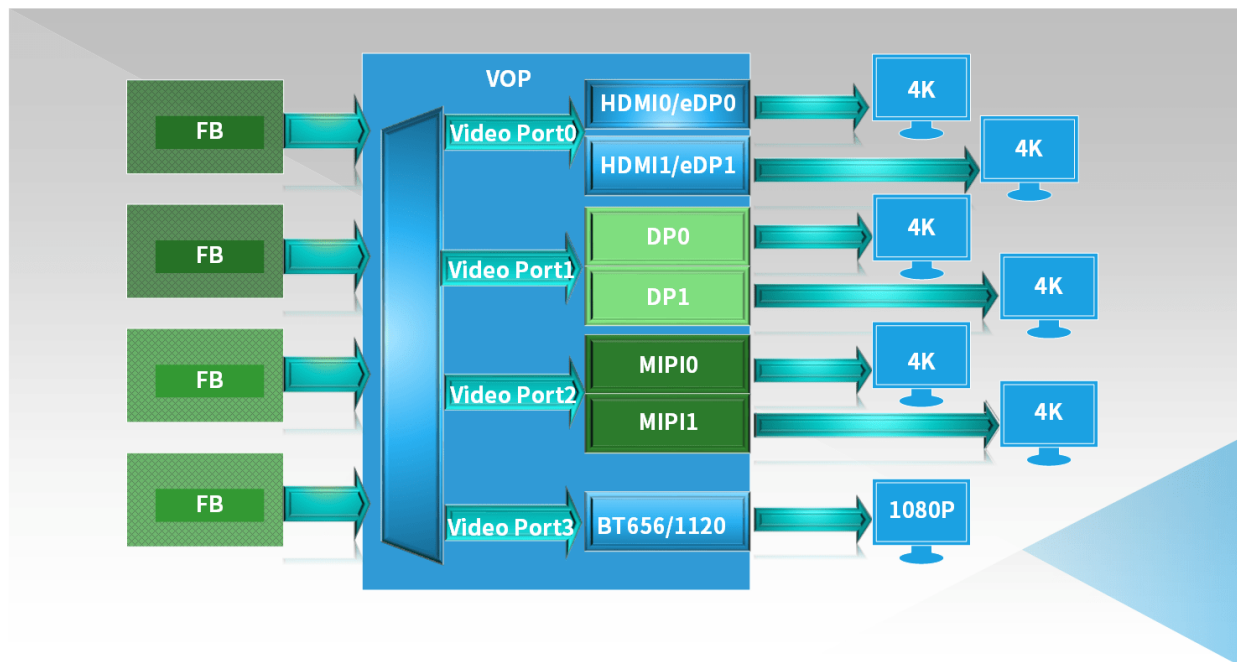 VOP
FB
FB
FB
FB
Video Port0
Video Port1
Video Port2
Video Port3
HDMI0/eDP0
HDMI1/eDP1
DP0
DP1
MIPI0
MIPI1
BT656/1120
4K
4K
4K
4K
4K
4K
1080P